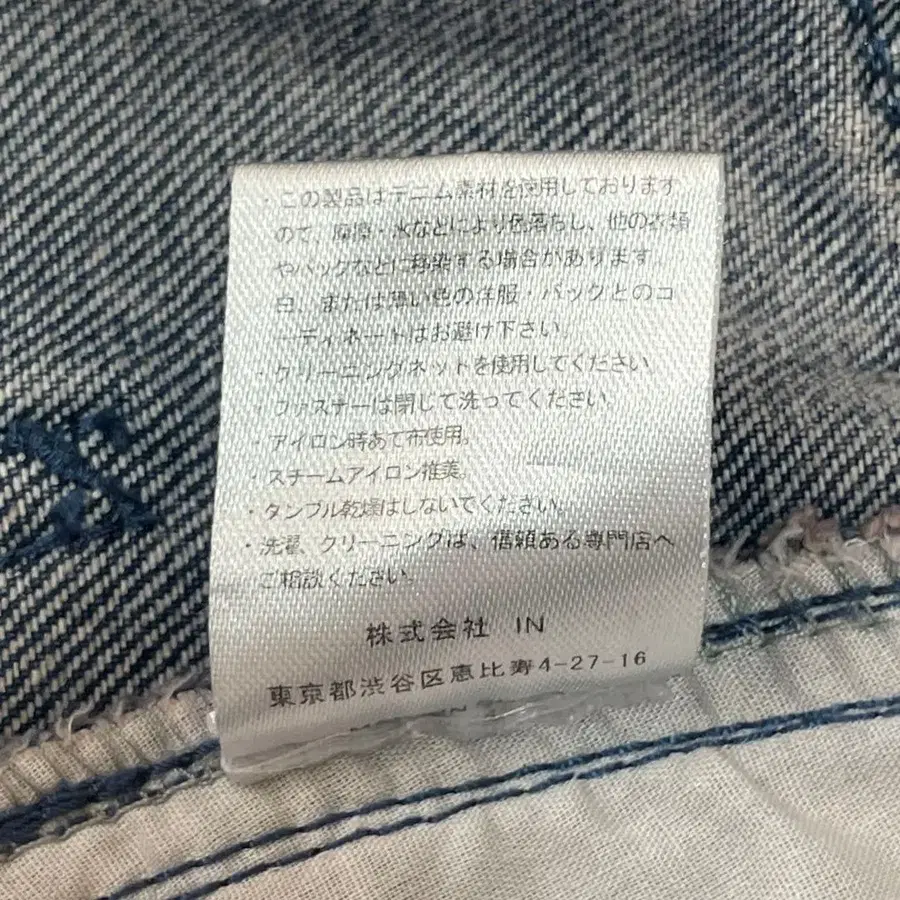 ・この製品はデニム素材を使用しております
ので、摩擦・水などにより色落ちし、他の衣類
やバックなどに移染する場合があります。
白、または薄い色の洋服・バックとのコ
ーディネートはお避け下さい。
・クリーニングネットを使用してください
・ファスナーは閉じて洗ってください
・アイロン時あて布使用。
・スチームアイロン推奨。
・タンブル乾燥はしないでください。
・洗濯、クリーニングは、信頼ある専門店へ
ご相談ください。
株式会社 IN
東京都渋谷区恵比寿4-27-16